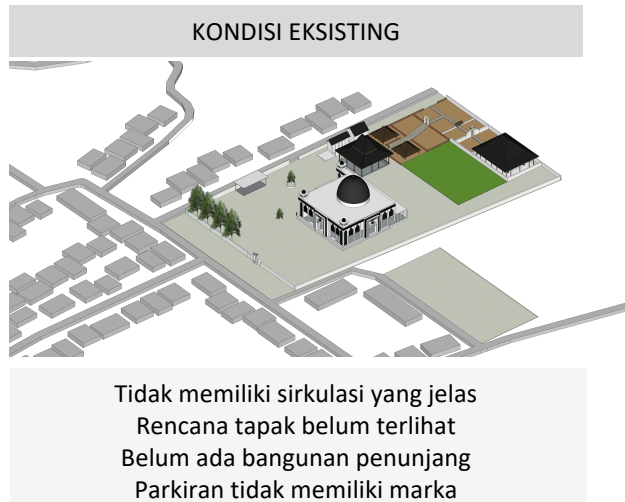 KONDISI EKSISTING
Tidak memiliki sirkulasi yang jelas
Rencana tapak belum terlihat
Belum ada bangunan penunjang
Parkiran tidak memiliki marka